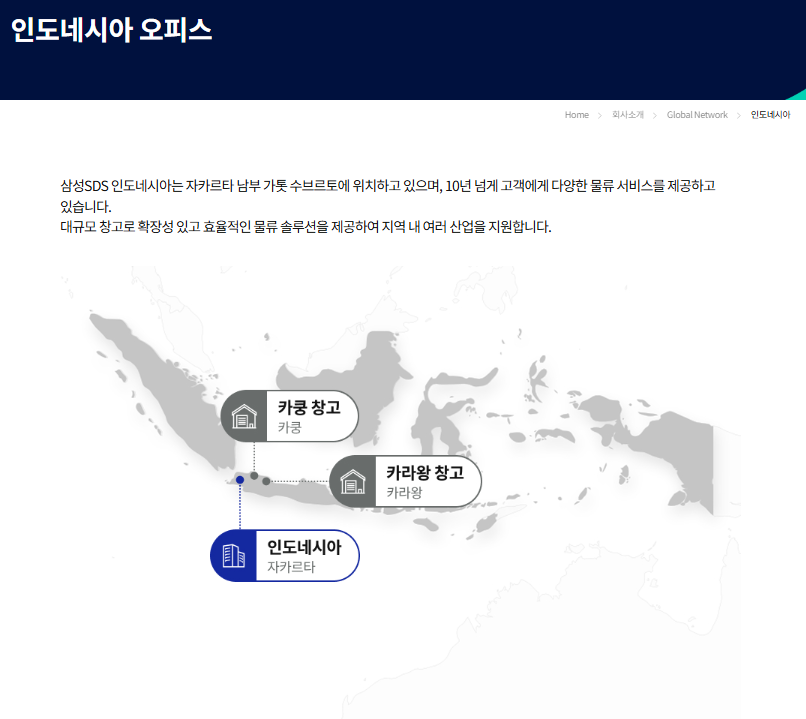 인도네시아 오피스
Home > 회사소개 > Global Network > 인도네시아
삼성SDS 인도네시아는 자카르타 남부 가톳 수브르토에 위치하고 있으며, 10년 넘게 고객에게 다양한 물류 서비스를 제공하고
있습니다.
대규모 창고로 확장성 있고 효율적인 물류 솔루션을 제공하여 지역 내 여러 산업을 지원합니다.
카쿵 창고
카쿵
카라왕 창고
카라왕
인도네시아
자카르타